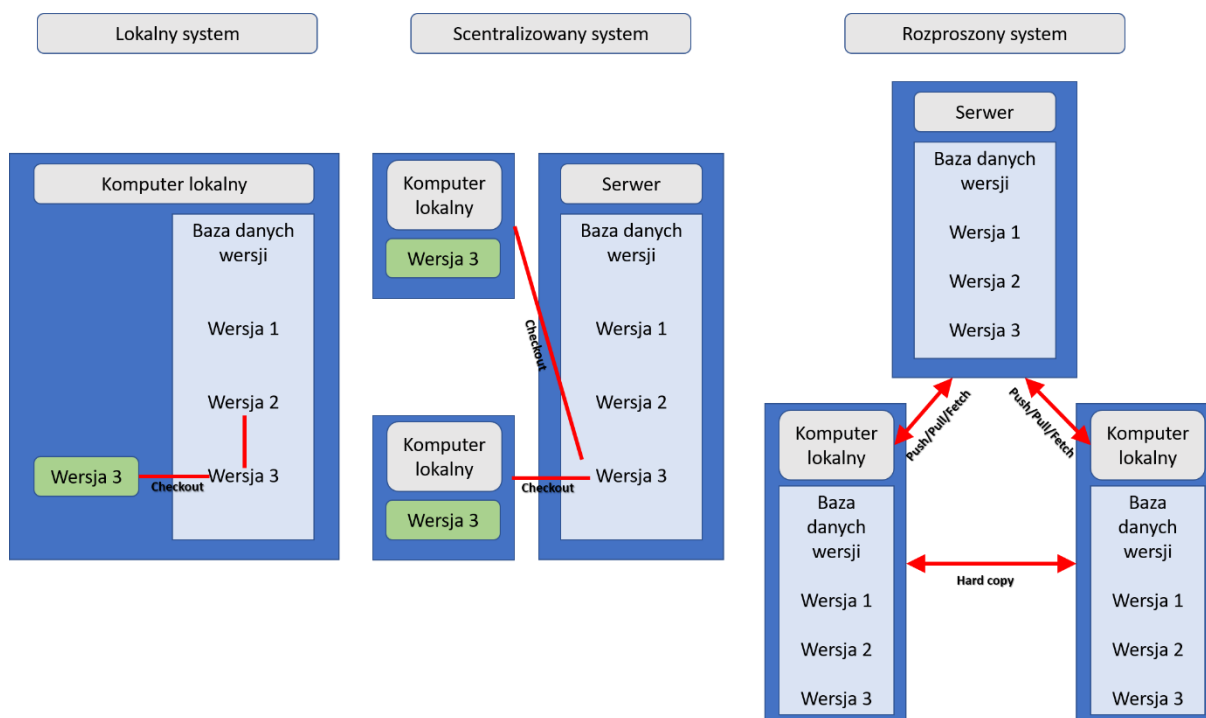 Lokalny system
Komputer lokalny
Baza danych
wersji
Wersja 1
Wersja 2
Wersja 3
Checkout
Wersja 3
Scentralizowany system
Komputer
lokalny
Wersja 3
Checkout
Komputer
lokalny
Wersja 3
Checkout
Serwer
Baza danych
wersji
Wersja 1
Wersja 2
Wersja 3
Rozproszony system
Serwer
Baza danych
wersji
Wersja 1
Wersja 2
Wersja 3
Push/Pull/Fetch
Push/Pull/Fetch
Komputer
lokalny
Baza
danych
wersji
Wersja 1
Wersja 2
Wersja 3
Hard copy
Komputer
lokalny
Baza
danych
wersji
Wersja 1
Wersja 2
Wersja 3